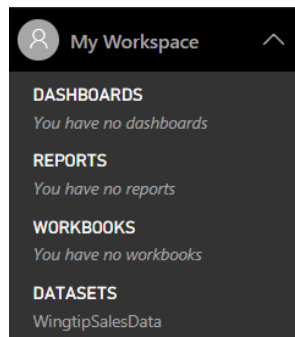 My Workspace
DASHBOARDS
You have no dashboards
REPORTS
You have no reports
WORKBOOKS
You have no workbooks
DATASETS
WingtipSalesData